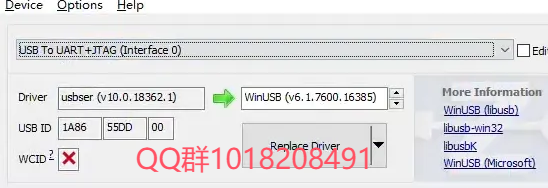 Device Options Help
USB To UART+JTAG (Interface 0)
Driver usbser (v10.0.18362.1) WinUSB (v6.1.7600.16385)
USB ID 1A86 55DD 00
WCID ?
Replace Driver
More Information
WinUSB (libusb)
libusb-win32
libusbK
WinUSB (Microsoft)
QQ群1018208491